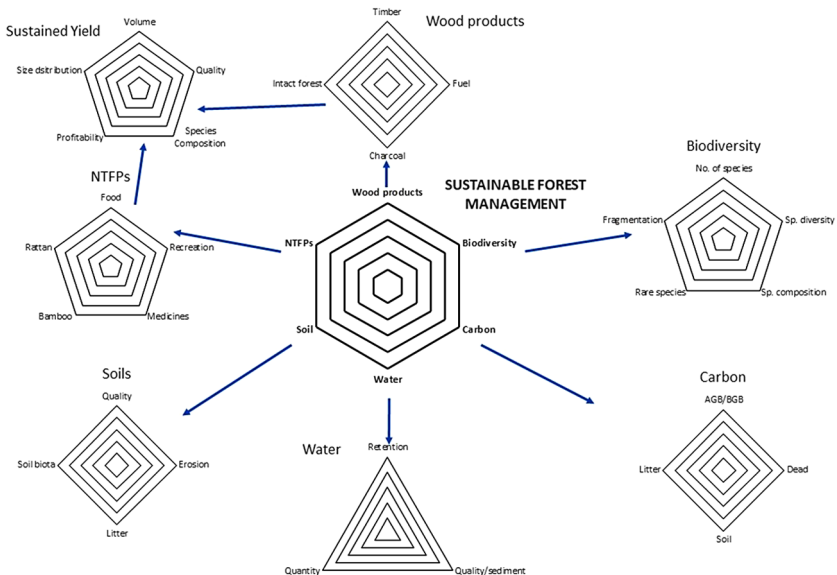 Sustained Yield
Volume
Size dsitribution
Quality
Profitability
Species
Composition
Wood products
Timber
Intact forest
Fuel
Charcoal
NTFPs
Food
Rattan
Recreation
Bamboo
Medicines
SUSTAINABLE FOREST
MANAGEMENT
Wood products
NTFPs
Biodiversity
Soil
Carbon
Water
Biodiversity
No. of species
Fragmentation
Sp. diversity
Rare species
Sp. composition
Soils
Quality
Soil biota
Erosion
Litter
Water
Retention
Quantity
Quality/sediment
Carbon
AGB/BGB
Litter
Dead
Soil